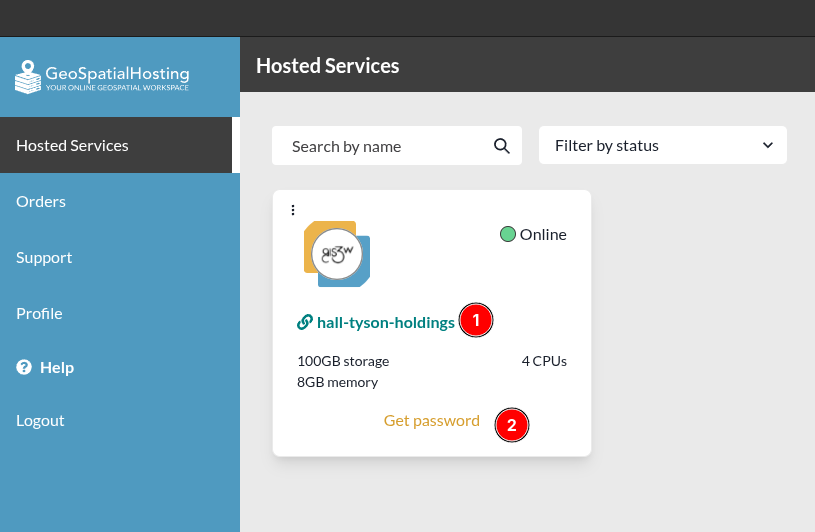 GeoSpatialHosting
YOUR ONLINE GEOSPATIAL WORKSPACE
Hosted Services
Hosted Services
Orders
Support
Profile
Help
Logout
Search by name
Filter by status
Online
hall-tyson-holdings
1
100GB storage
4 CPUs
8GB memory
Get password
2